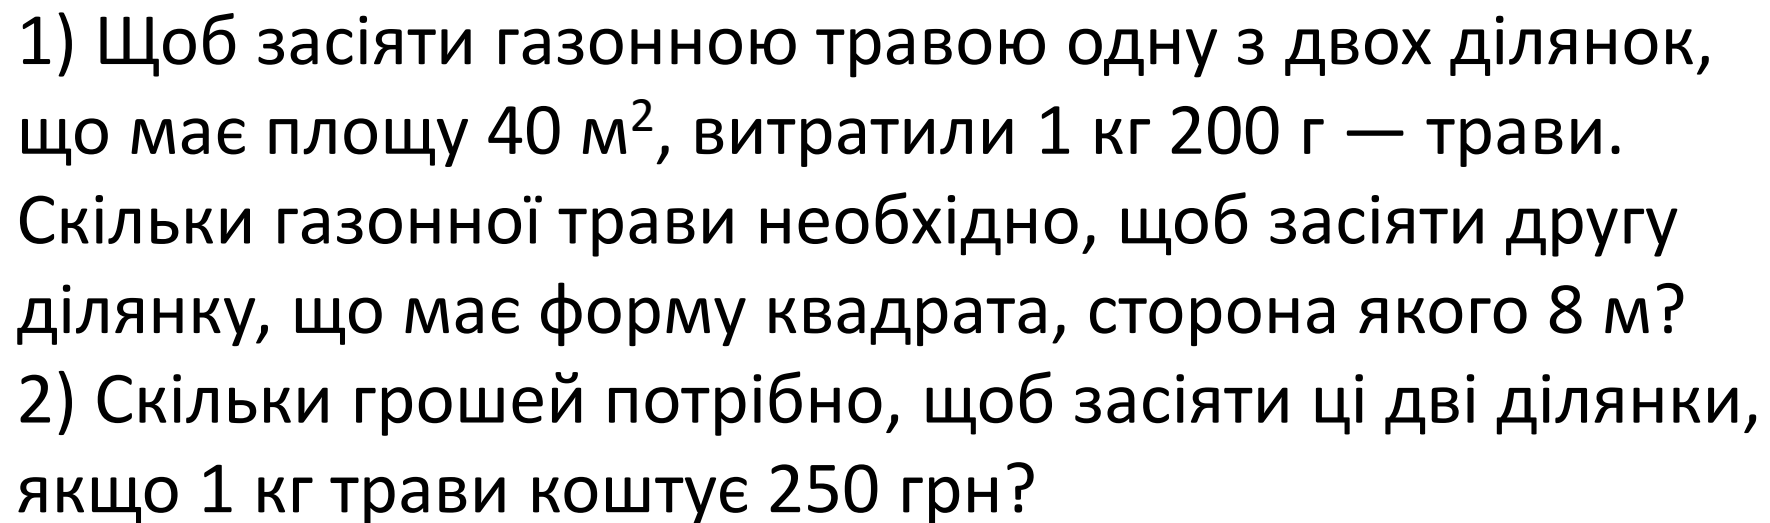 1) Щоб засіяти газонною травою одну з двох ділянок,
що має площу 40 м², витратили 1 кг 200 г — трави.
Скільки газонної трави необхідно, щоб засіяти другу
ділянку, що має форму квадрата, сторона якого 8 м?
2) Скільки грошей потрібно, щоб засіяти ці дві ділянки,
якщо 1 кг трави коштує 250 грн?